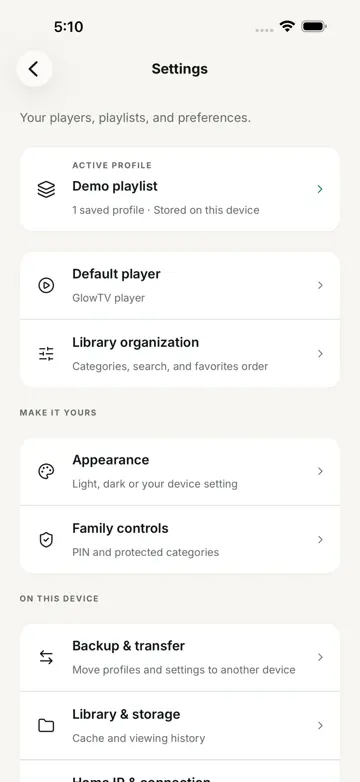 5:10
Settings
Your players, playlists, and preferences.
ACTIVE PROFILE
Demo playlist
1 saved profile · Stored on this device
Default player
GlowTV player
Library organization
Categories, search, and favorites order
MAKE IT YOURS
Appearance
Light, dark or your device setting
Family controls
PIN and protected categories
ON THIS DEVICE
Backup & transfer
Move profiles and settings to another device
Library & storage
Cache and viewing history
Home IP & connection